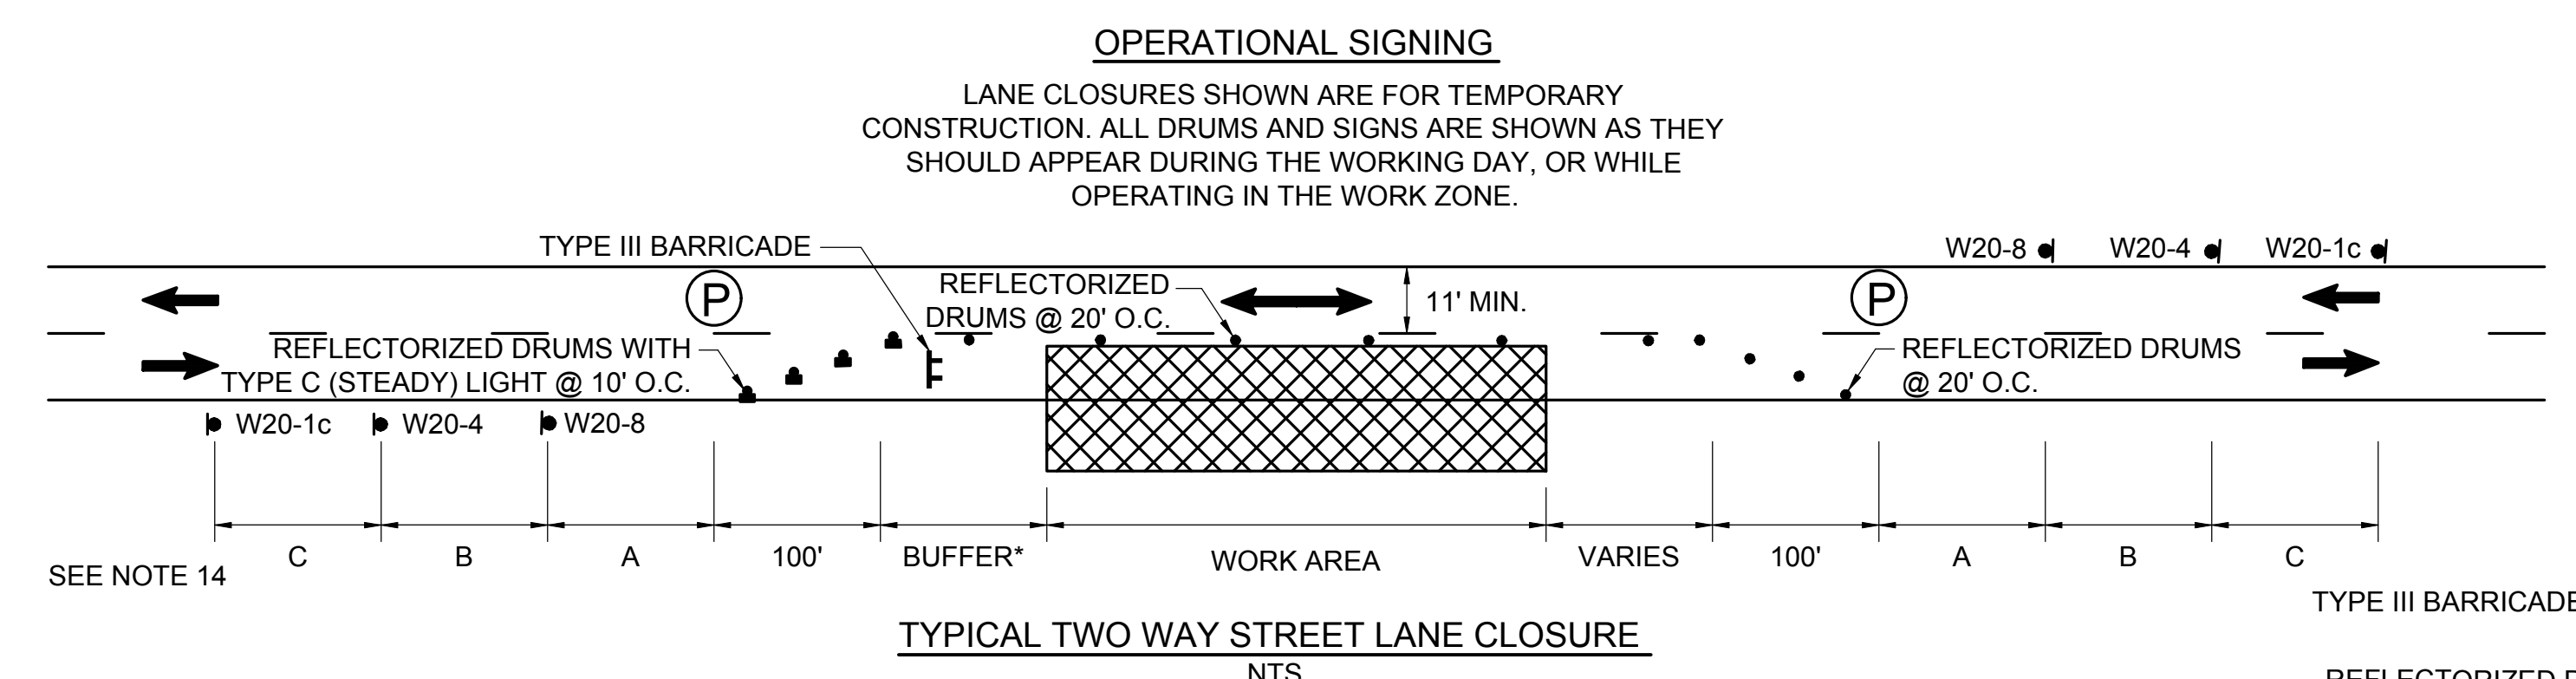 OPERATIONAL SIGNING
LANE CLOSURES SHOWN ARE FOR TEMPORARY
CONSTRUCTION. ALL DRUMS AND SIGNS ARE SHOWN AS THEY
SHOULD APPEAR DURING THE WORKING DAY, OR WHILE
OPERATING IN THE WORK ZONE.
TYPE III BARRICADE
W20-8
W20-4
W20-1c
REFLECTORIZED
DRUMS @ 20' O.C.
P
11' MIN.
P
REFLECTORIZED DRUMS WITH
TYPE C (STEADY) LIGHT @ 10' O.C.
REFLECTORIZED DRUMS
@ 20' O.C.
W20-1c
W20-4
W20-8
C
B
A
100'
BUFFER*
WORK AREA
VARIES
100'
A
B
C
SEE NOTE 14
TYPE III BARRICADE
TYPICAL TWO WAY STREET LANE CLOSURE
NTS
REFLECTORIZED